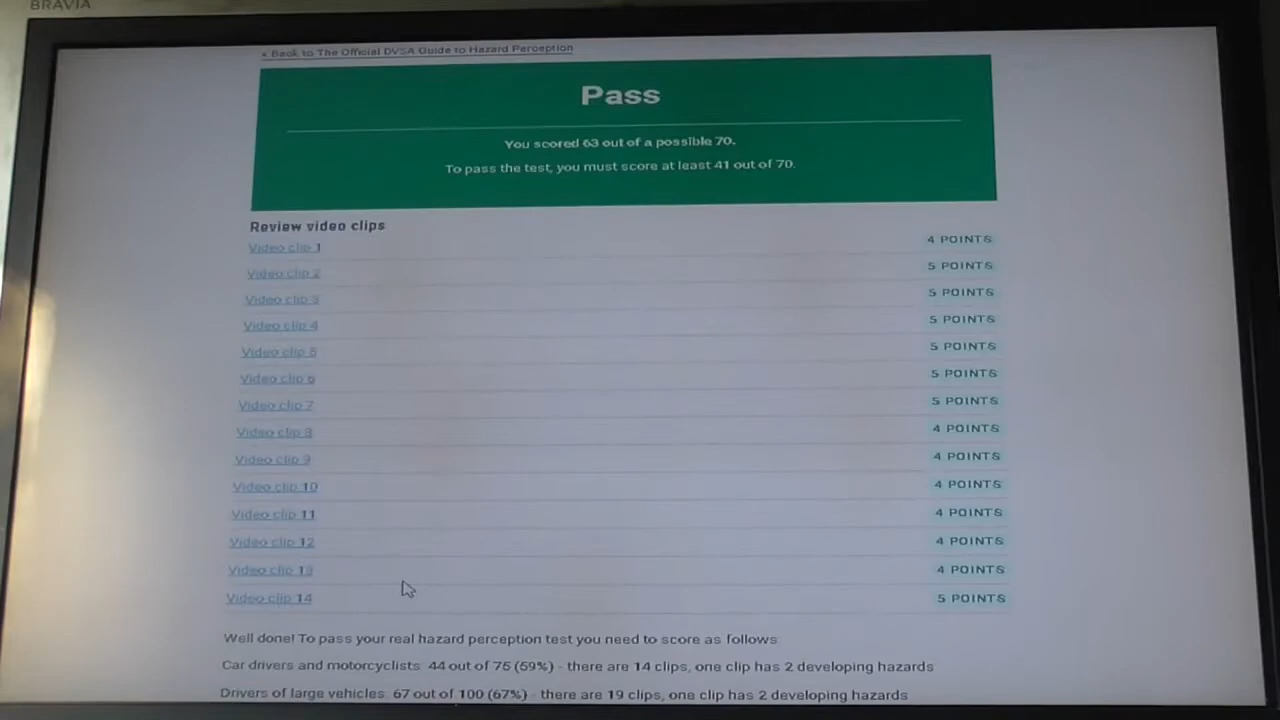 BRAVIA
« Back to The Official DVSA Guide to Hazard Perception
Pass
You scored 63 out of a possible 70.
To pass the test, you must score at least 41 out of 70.
Review video clips
Video clip 1 4 POINTS
Video clip 2 5 POINTS
Video clip 3 5 POINTS
Video clip 4 5 POINTS
Video clip 5 5 POINTS
Video clip 6 5 POINTS
Video clip 7 5 POINTS
Video clip 8 4 POINTS
Video clip 9 4 POINTS
Video clip 10 4 POINTS
Video clip 11 4 POINTS
Video clip 12 4 POINTS
Video clip 13 4 POINTS
Video clip 14 5 POINTS
Well done! To pass your real hazard perception test you need to score as follows:
Car drivers and motorcyclists: 44 out of 75 (59%) - there are 14 clips, one clip has 2 developing hazards
Drivers of large vehicles: 67 out of 100 (67%) - there are 19 clips, one clip has 2 developing hazards